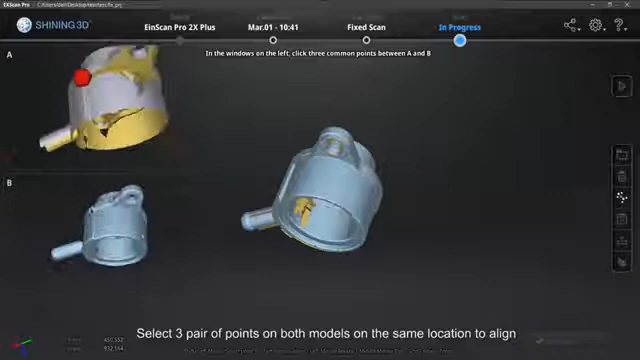 EXScan Pro
SHINING 3D
EinScan Pro 2X Plus
Mar.01 - 10:41
Fixed Scan
In Progress
In the windows on the left, click three common points between A and B
A
B
Select 3 pair of points on both models on the same location to align